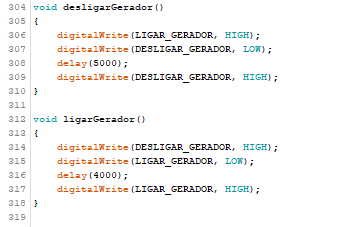 304 void desligarGerador()
305 {
306 digitalWrite(LIGAR_GERADOR, HIGH);
307 digitalWrite(DESLIGAR_GERADOR, LOW);
308 delay(5000);
309 digitalWrite(DESLIGAR_GERADOR, HIGH);
310 }
311
312 void ligarGerador()
313 {
314 digitalWrite(DESLIGAR_GERADOR, HIGH);
315 digitalWrite(LIGAR_GERADOR, LOW);
316 delay(4000);
317 digitalWrite(LIGAR_GERADOR, HIGH);
318 }
319